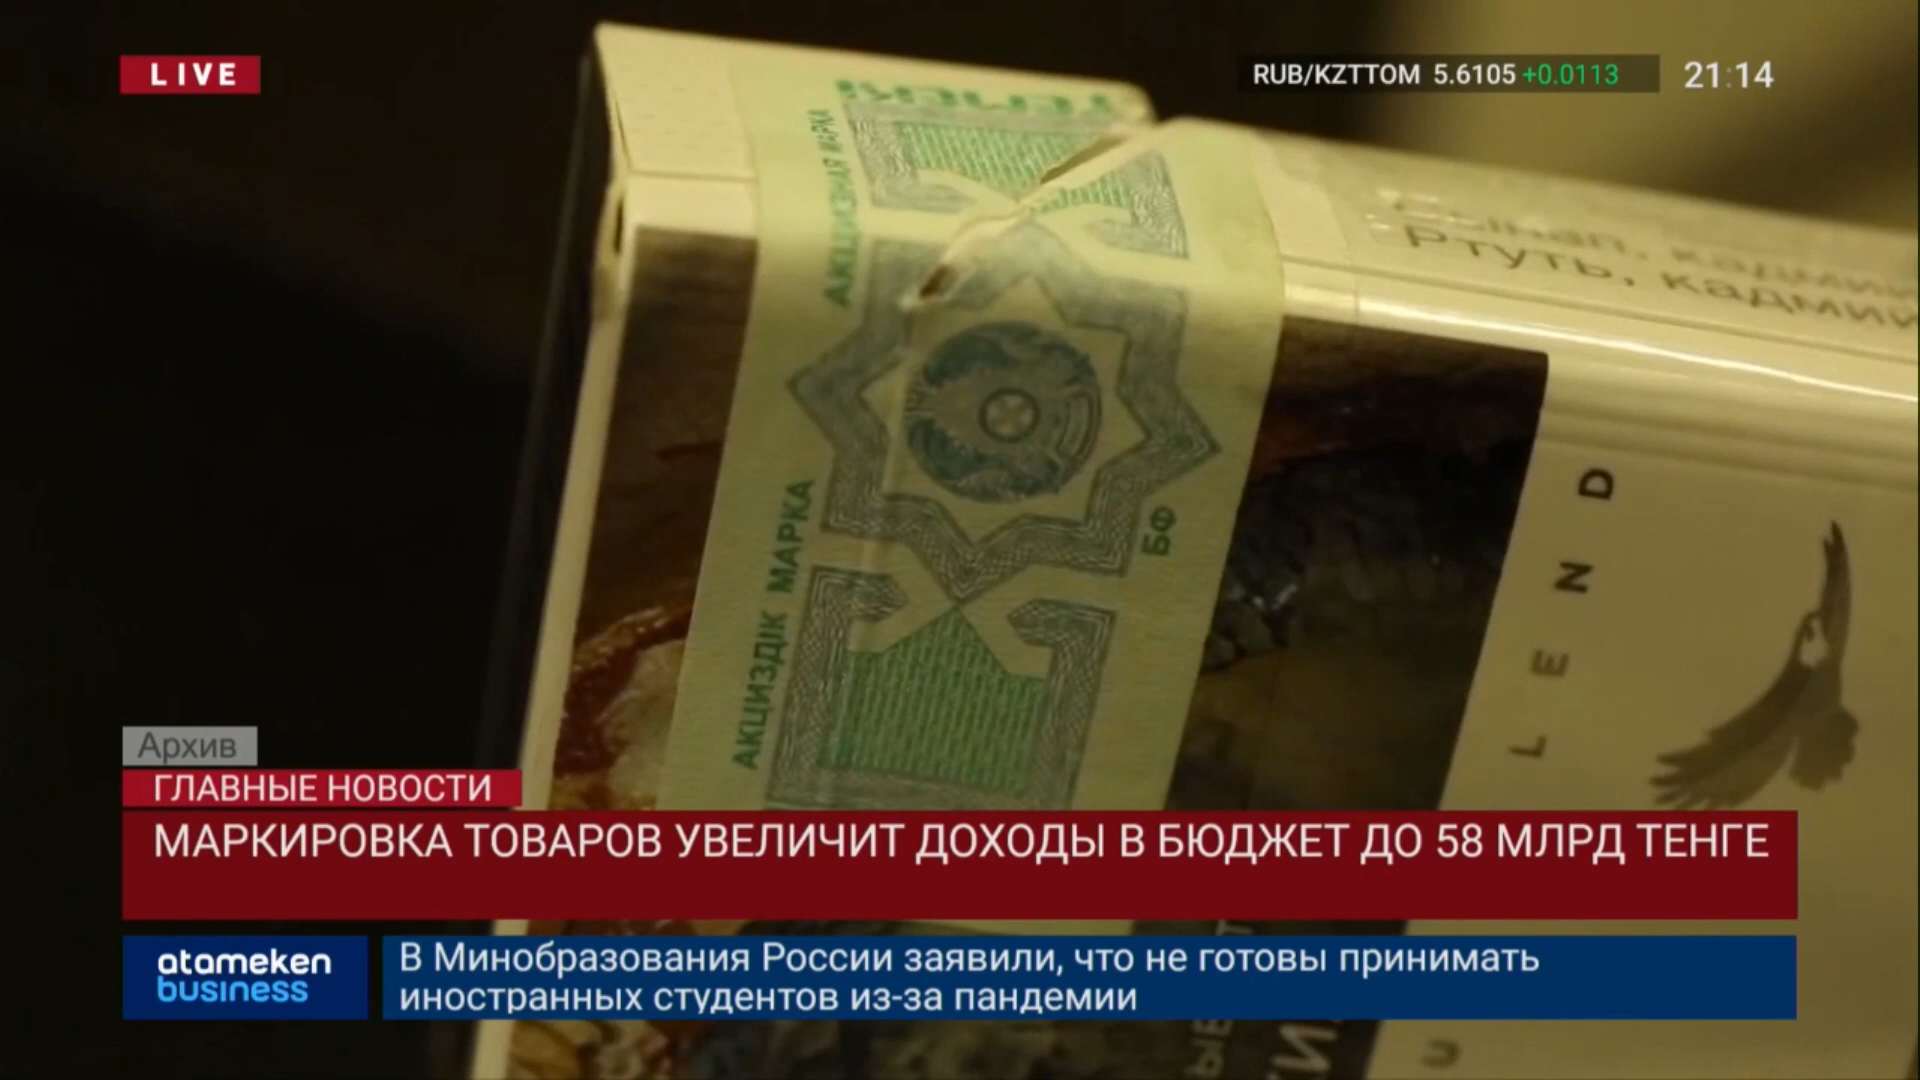 LIVE
RUB/KZTTOM 5.6105 +0.0113
21:14
АКЦИЗНАЯ МАРКА
Ртуть, кадмий
АКЦИЗДІК МАРКА
БФ
LEND
Архив
ГЛАВНЫЕ НОВОСТИ
МАРКИРОВКА ТОВАРОВ УВЕЛИЧИТ ДОХОДЫ В БЮДЖЕТ ДО 58 МЛРД ТЕНГЕ
atameken
business
В Минобразования России заявили, что не готовы принимать
иностранных студентов из-за пандемии